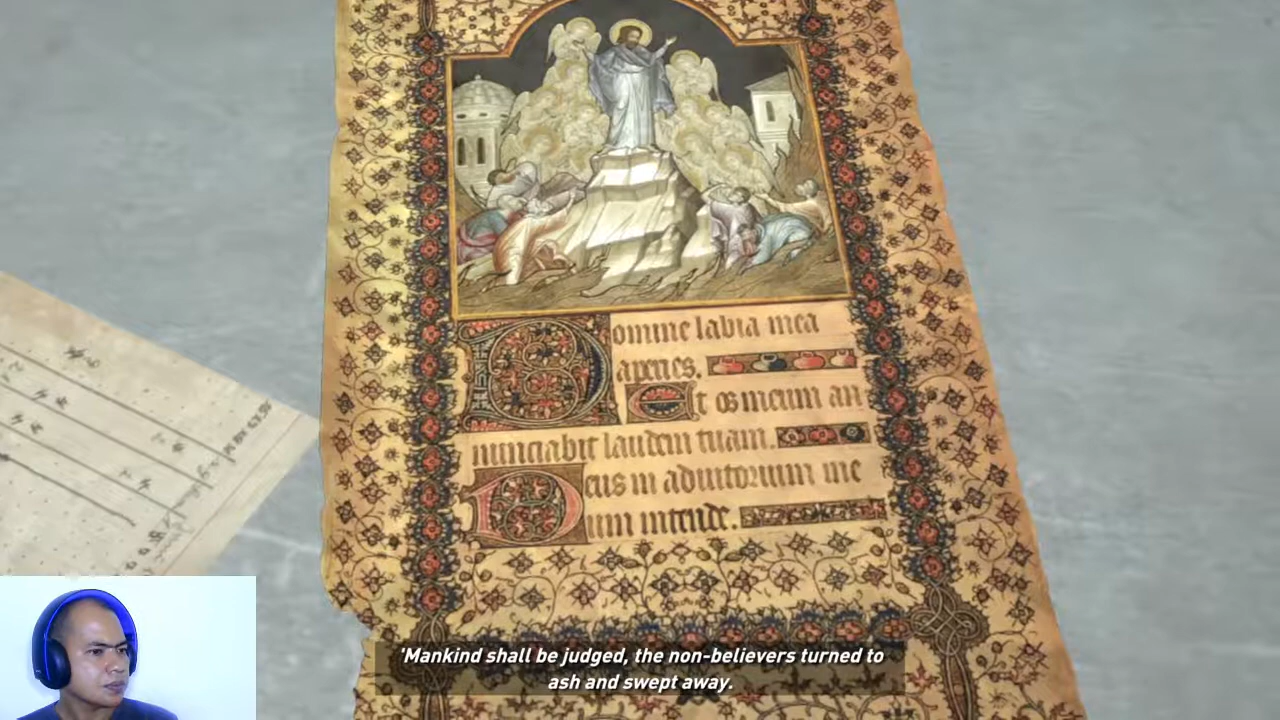 Domine labia mea
aperies.
Et os meum an
nunciabit laudem tuam.
Deus in adiutorium me
um intende.
'Mankind shall be judged, the non-believers turned to
ash and swept away.